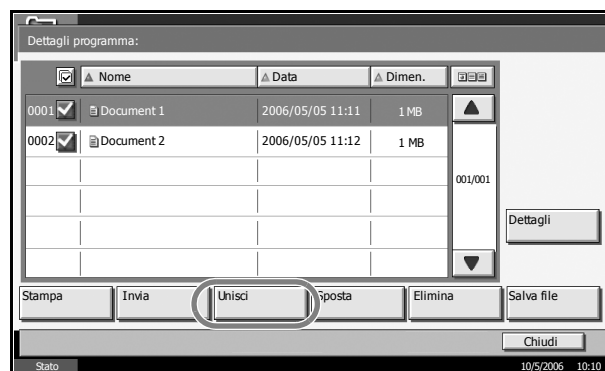 Dettagli programma:
Nome Data Dimen.
0001 Document 1 2006/05/05 11:11 1 MB
0002 Document 2 2006/05/05 11:12 1 MB
001/001
Dettagli
Stampa Invia Unisci Sposta Elimina Salva file
Chiudi
Stato 10/5/2006 10:10